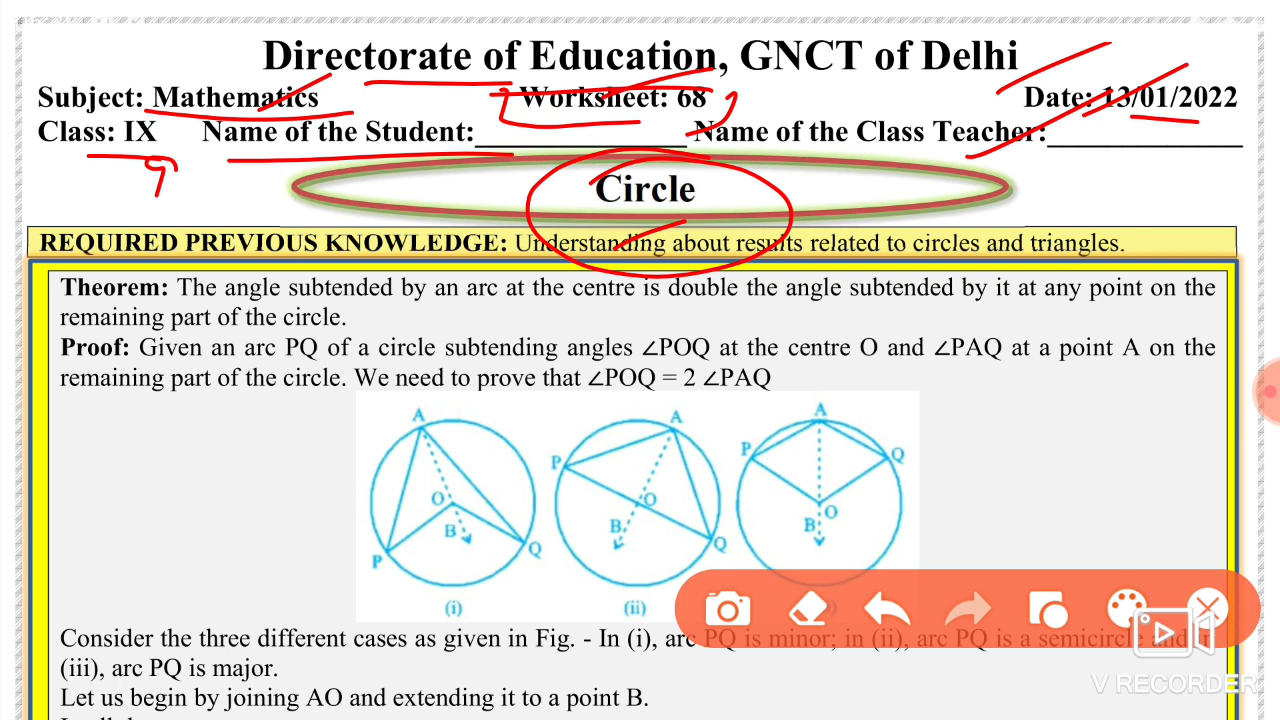 Directorate of Education, GNCT of Delhi
Subject: Mathematics Worksheet: 68 Date: 13/01/2022
Class: IX Name of the Student:_______________ Name of the Class Teacher:______________
9
Circle
REQUIRED PREVIOUS KNOWLEDGE: Understanding about results related to circles and triangles.
Theorem: The angle subtended by an arc at the centre is double the angle subtended by it at any point on the
remaining part of the circle.
Proof: Given an arc PQ of a circle subtending angles ∠POQ at the centre O and ∠PAQ at a point A on the
remaining part of the circle. We need to prove that ∠POQ = 2 ∠PAQ
A O B P Q
A P O B Q
A P Q O B
(i) (ii)
Consider the three different cases as given in Fig. - In (i), arc PQ is minor; in (ii), arc PQ is a semicircle and
(iii), arc PQ is major.
Let us begin by joining AO and extending it to a point B.
V RECORDER